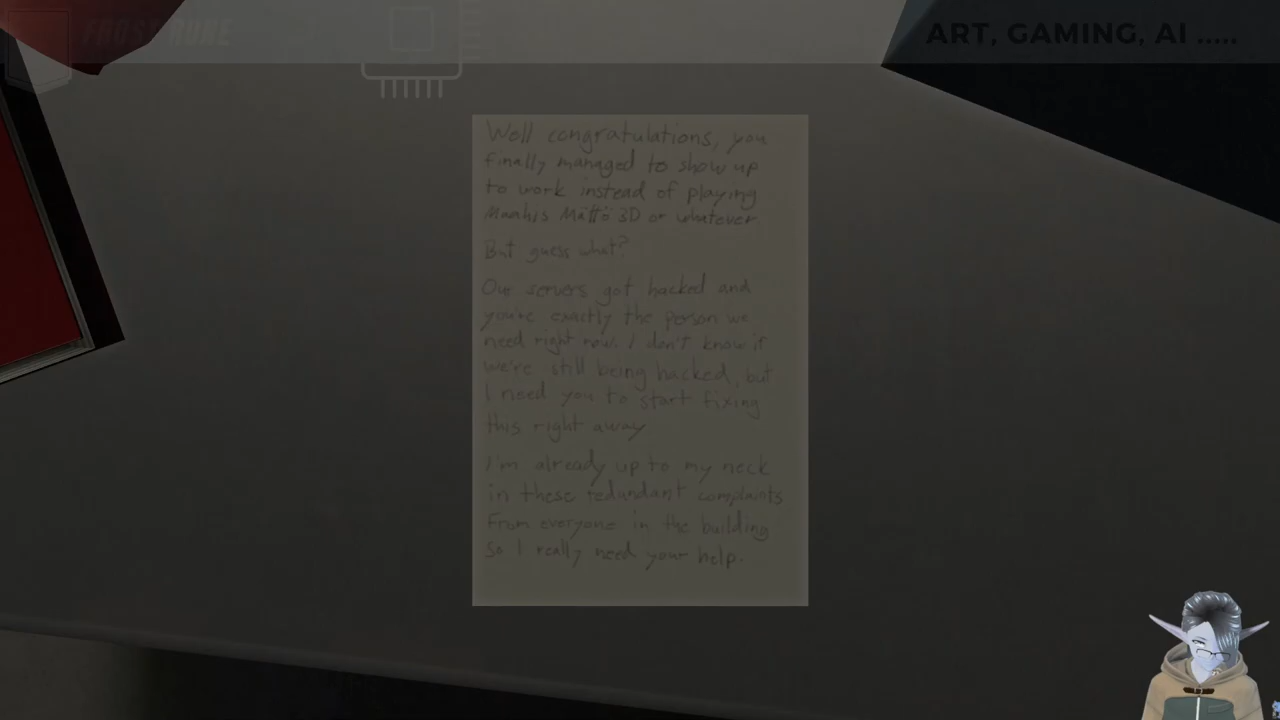 FROSTRUNE
ART, GAMING, AI .....
Well congratulations, you
finally managed to show up
to work instead of playing
Maahis Mättö 3D or whatever
But guess what?
Our servers got hacked and
you're exactly the person we
need right now. I don't know if
we're still being hacked, but
I need you to start fixing
this right away
I'm already up to my neck
in these redundant complaints
From everyone in the building
So I really need your help.